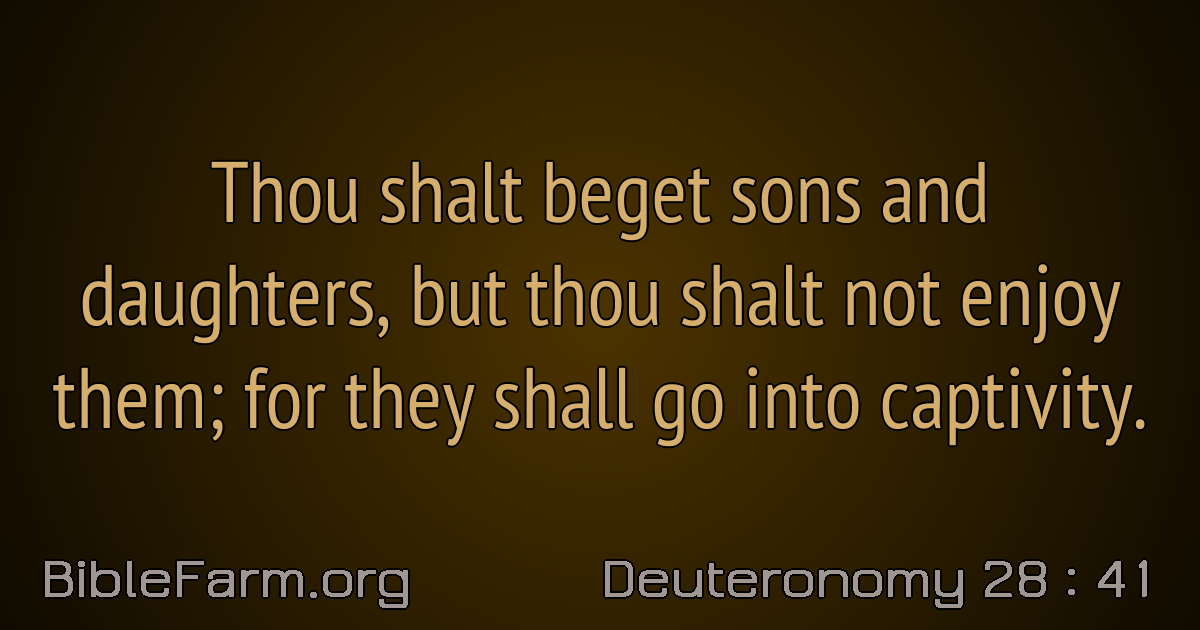 Thou shalt beget sons and
daughters, but thou shalt not enjoy
them; for they shall go into captivity.
BibleFarm.org
Deuteronomy 28 : 41